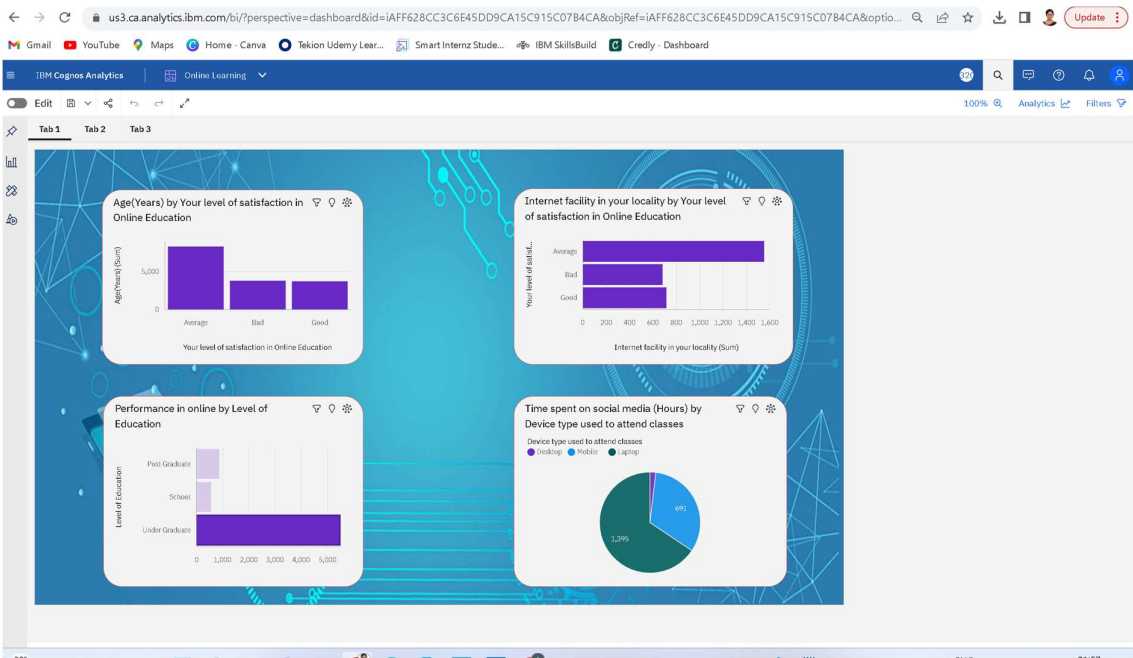 us3.ca.analytics.ibm.com/bi/?perspective=dashboard&id=iAFF628CC3C6E45DD9CA15C915C07B4CA&objRef=iAFF628CC3C6E45DD9CA15C915C07B4CA&optio...
Update
Gmail YouTube Maps Home - Canva Tekion Udemy Lear... Smart Internz Stude... IBM SkillsBuild Credly - Dashboard
IBM Cognos Analytics Online Learning
Edit 100% Analytics Filters
Tab 1 Tab 2 Tab 3
Age(Years) by Your level of satisfaction in
Online Education
Age(Years) (Sum)
5,000
0
Average Bad Good
Your level of satisfaction in Online Education
Internet facility in your locality by Your level
of satisfaction in Online Education
Your level of satisf...
Average
Bad
Good
0 200 400 600 800 1,000 1,200 1,400 1,600
Internet facility in your locality (Sum)
Performance in online by Level of
Education
Level of Education
Post Graduate
School
Under Graduate
0 1,000 2,000 3,000 4,000 5,000
Time spent on social media (Hours) by
Device type used to attend classes
Device type used to attend classes
Desktop Mobile Laptop
691
1,395